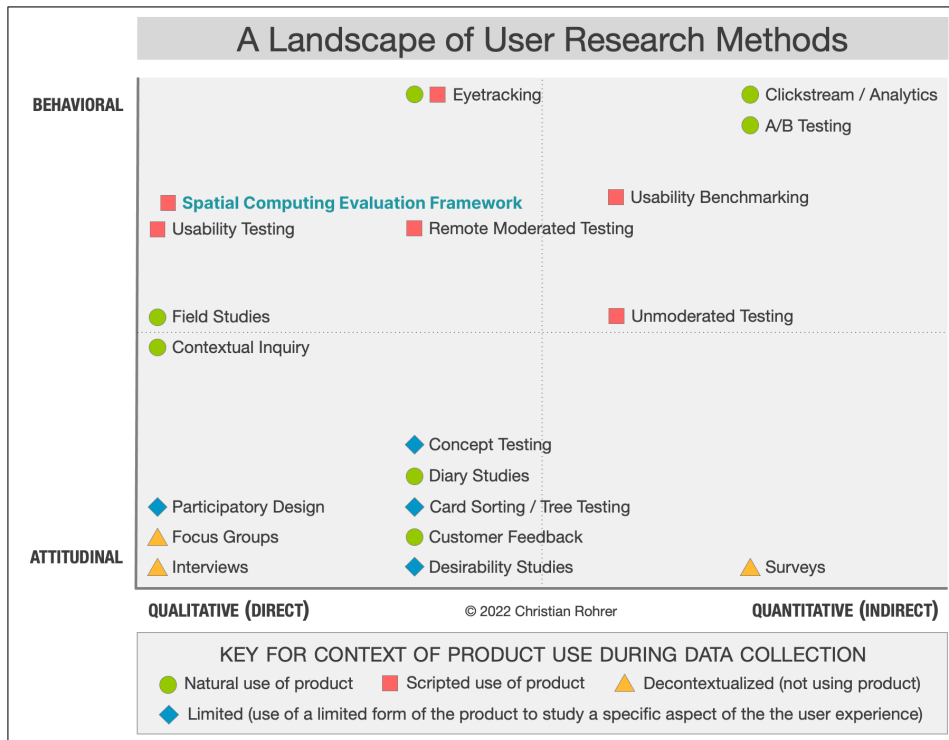 A Landscape of User Research Methods
BEHAVIORAL
Eyetracking
Clickstream / Analytics
A/B Testing
Spatial Computing Evaluation Framework
Usability Benchmarking
Usability Testing
Remote Moderated Testing
Field Studies
Unmoderated Testing
Contextual Inquiry
Concept Testing
Diary Studies
Participatory Design
Card Sorting / Tree Testing
Focus Groups
Customer Feedback
ATTITUDINAL
Interviews
Desirability Studies
Surveys
QUALITATIVE (DIRECT)
© 2022 Christian Rohrer
QUANTITATIVE (INDIRECT)
KEY FOR CONTEXT OF PRODUCT USE DURING DATA COLLECTION
Natural use of product
Scripted use of product
Decontextualized (not using product)
Limited (use of a limited form of the product to study a specific aspect of the the user experience)